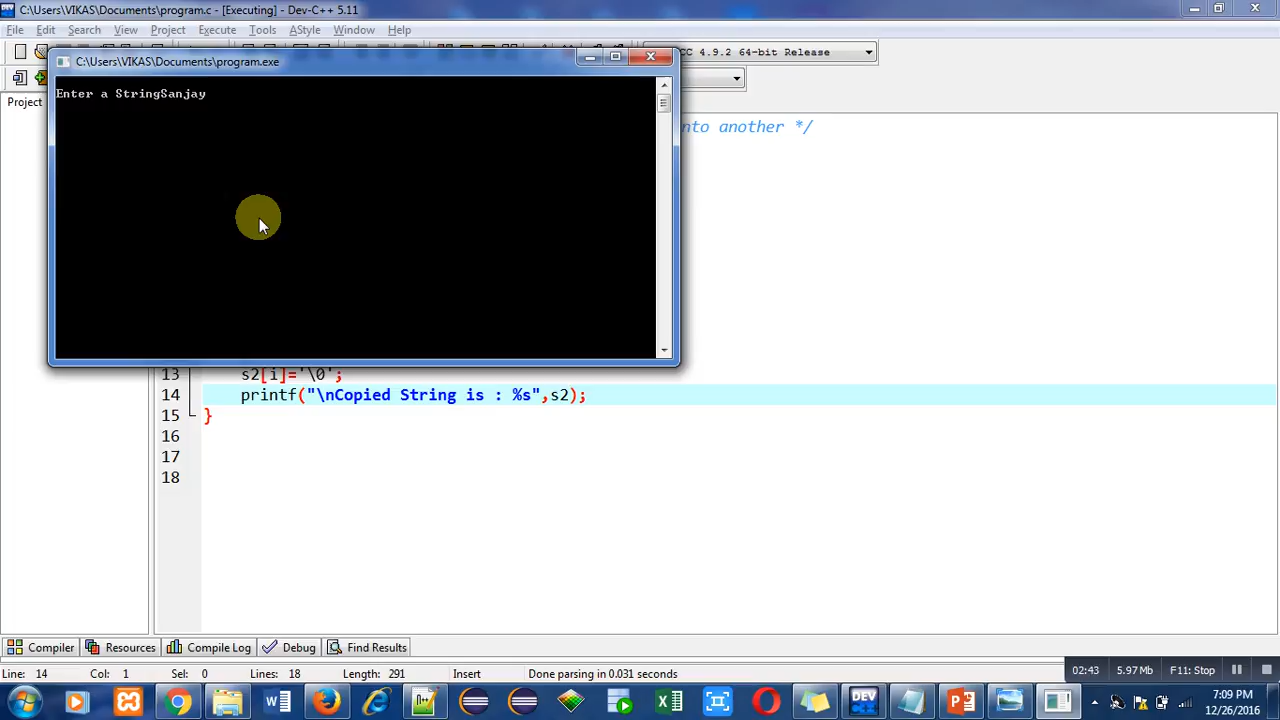 C:\Users\VIKAS\Documents\program.c - [Executing] - Dev-C++ 5.11
File Edit Search View Project Execute Tools AStyle Window Help
CC 4.9.2 64-bit Release
C:\Users\VIKAS\Documents\program.exe
Enter a StringSanjay
Project
nto another */
13 s2[i]='\0';
14 printf("\nCopied String is : %s",s2);
15 }
16
17
18
Compiler Resources Compile Log Debug Find Results
Line: 14 Col: 1 Sel: 0 Lines: 18 Length: 291 Insert Done parsing in 0.031 seconds
02:43 5.97 Mb F11: Stop
DEV
7:09 PM
12/26/2016